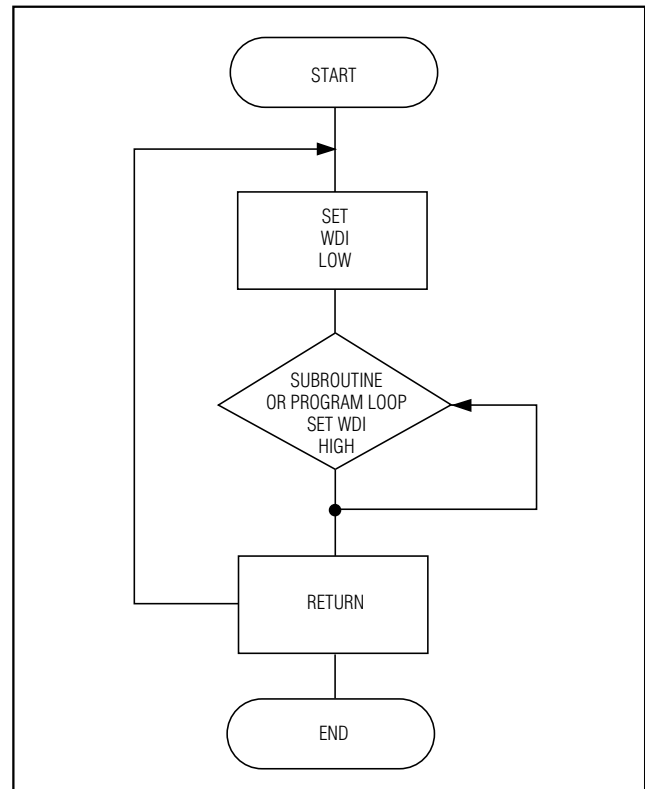 START
SET
WDI
LOW
SUBROUTINE
OR PROGRAM LOOP
SET WDI
HIGH
RETURN
END